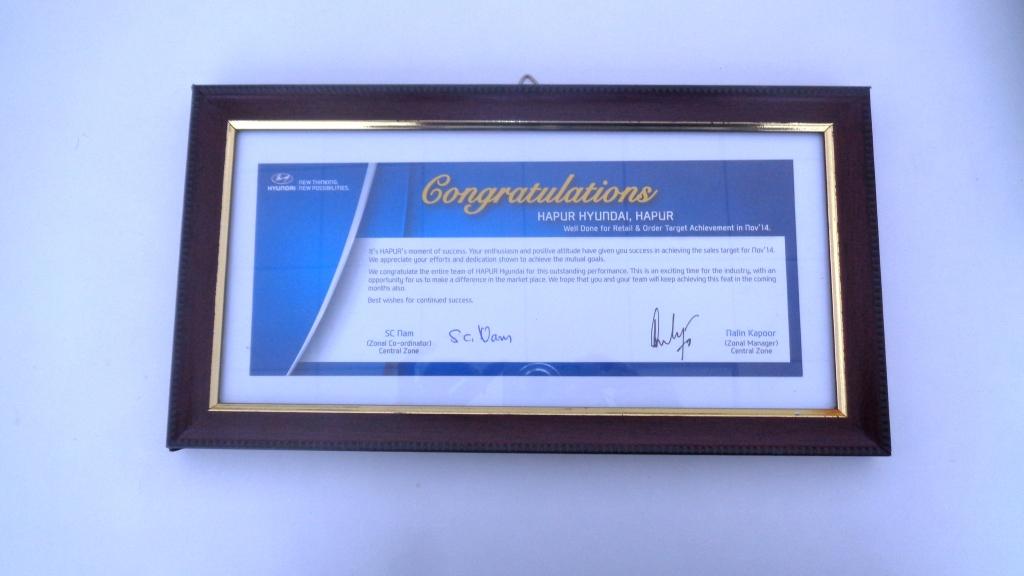 HYUNDAI
NEW THINKING.
NEW POSSIBILITIES.
Congratulations
HAPUR HYUNDAI, HAPUR
Well Done for Retail & Order Target Achievement in Nov'14.
It's HAPUR's moment of success. Your enthusiasm and positive attitude have given you success in achieving the sales target for Nov'14.
We appreciate your efforts and dedication shown to achieve the mutual goals.
We congratulate the entire team of HAPUR Hyundai for this outstanding performance. This is an exciting time for the industry, with an
opportunity for us to make a difference in the market place. We hope that you and your team will keep achieving this feat in the coming
months also.
Best wishes for continued success.
SC Nam
(Zonal Co-ordinator)
Central Zone
Sc. Nam
Nalin Kapoor
(Zonal Manager)
Central Zone